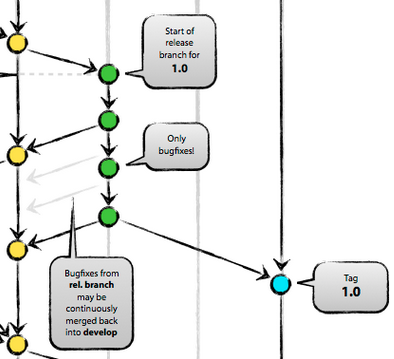 Start of
release
branch for
1.0
Only
bugfixes!
Bugfixes from
rel. branch
may be
continuously
merged back
into develop
Tag
1.0